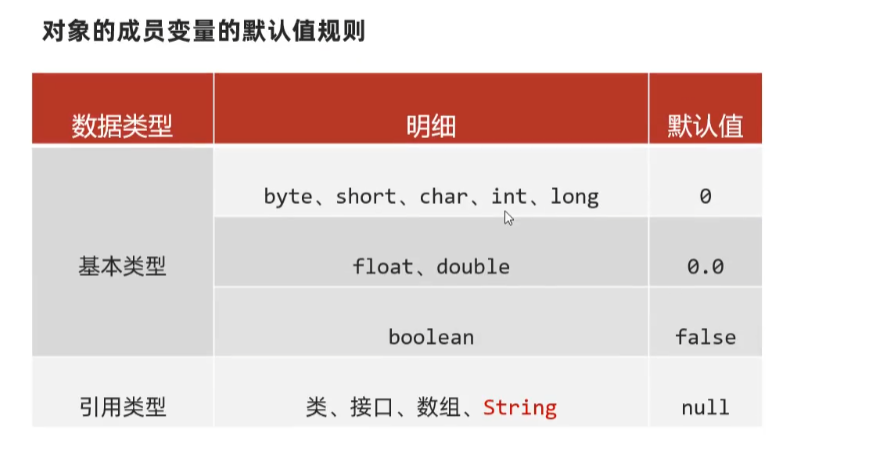 对象的成员变量的默认值规则
数据类型 明细 默认值
byte、short、char、int、long 0
基本类型 float、double 0.0
boolean false
引用类型 类、接口、数组、String null